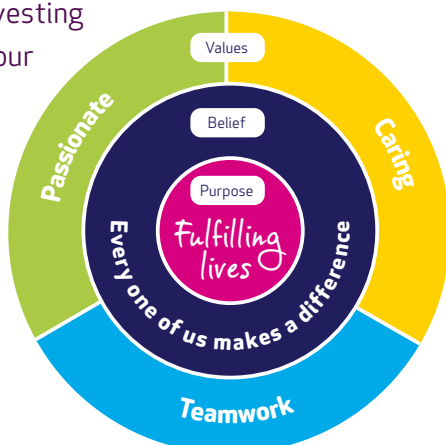 vesting
our
Values
Passionate
Caring
Belief
Purpose
Fulfilling
lives
Every one of us makes a difference
Teamwork